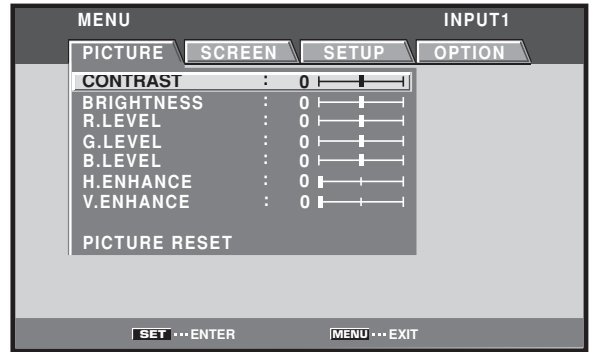 MENU INPUT1
PICTURE SCREEN SETUP OPTION
CONTRAST : 0
BRIGHTNESS : 0
R.LEVEL : 0
G.LEVEL : 0
B.LEVEL : 0
H.ENHANCE : 0
V.ENHANCE : 0
PICTURE RESET
SET ··· ENTER MENU ··· EXIT